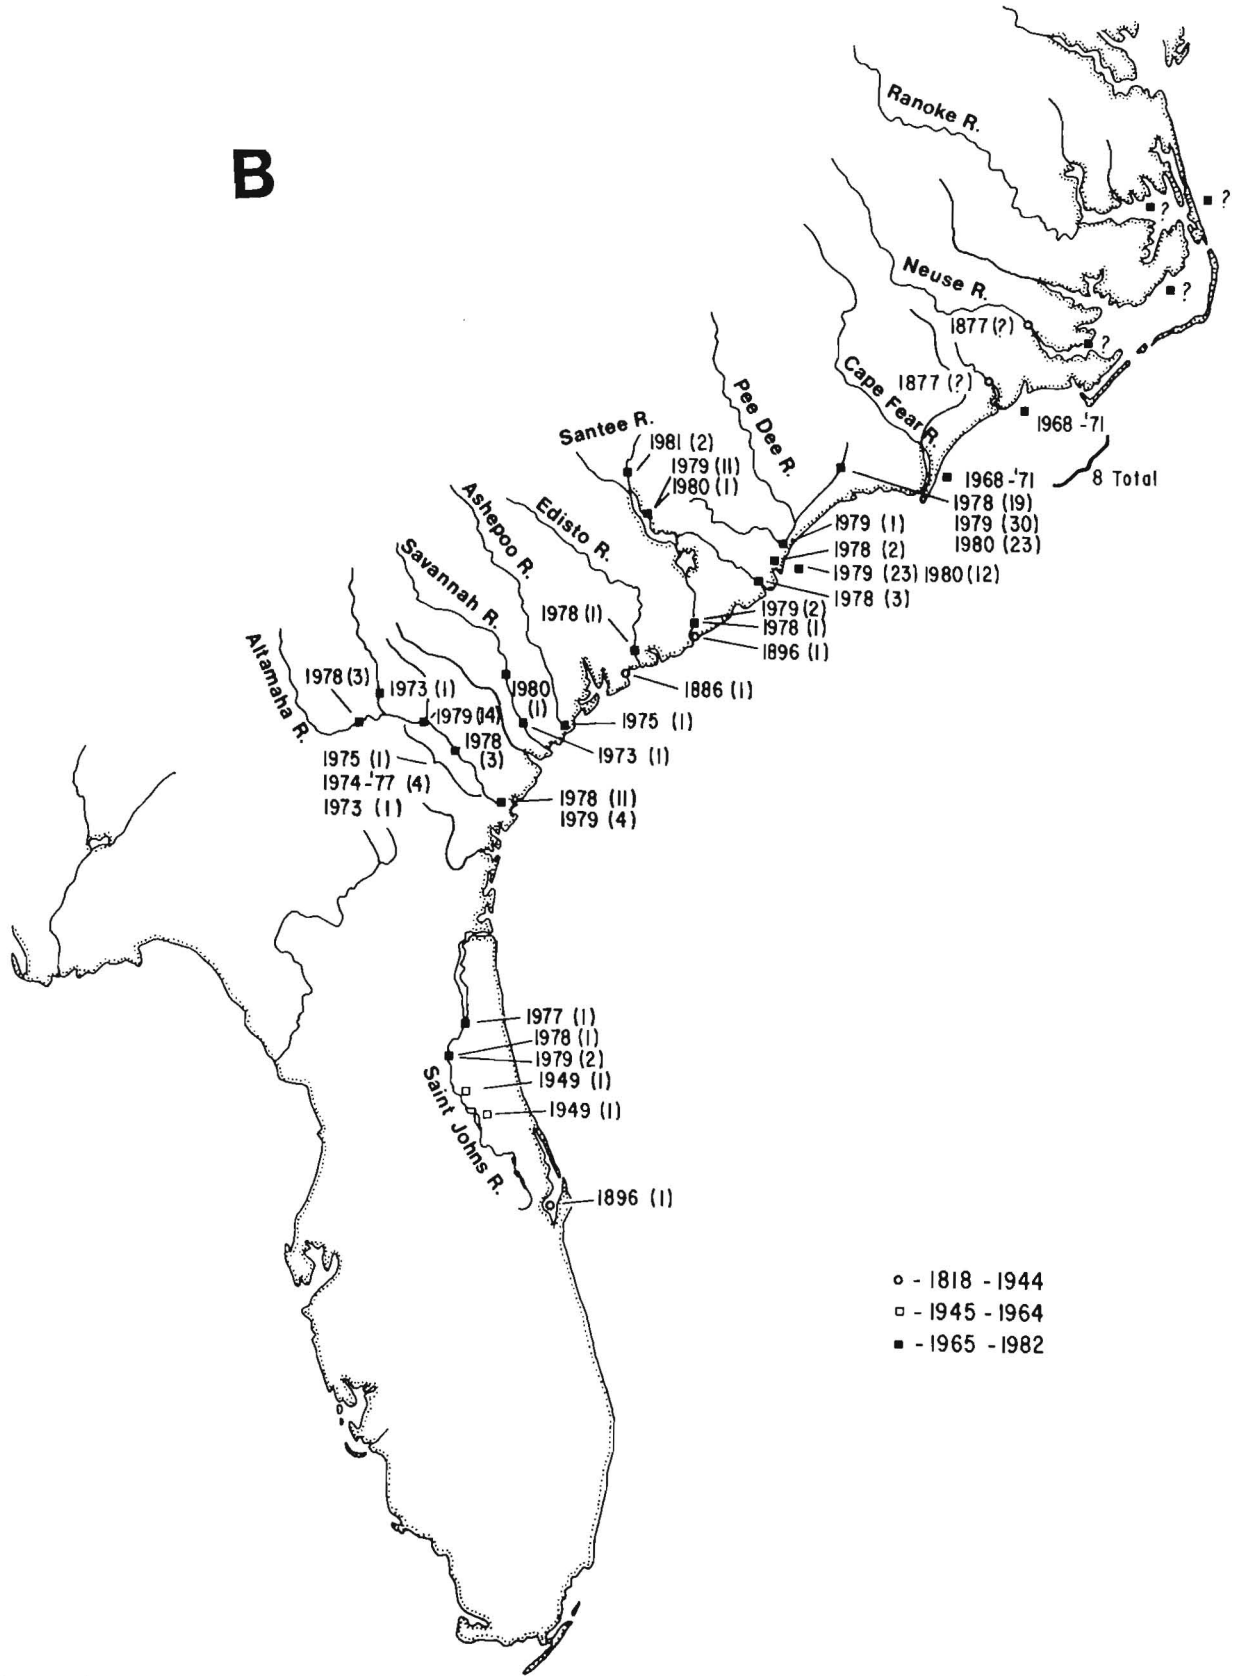 B
Ranoke R.
?
?
Neuse R.
?
1877 (?)
?
Cape Fear R.
1877 (?)
1968 -'71
Pee Dee R.
Santee R.
1981 (2)
1979 (11)
1980 (1)
1968 -'71
8 Total
1978 (19)
1979 (30)
1980 (23)
Ashepoo R.
Edisto R.
1979 (1)
1978 (2)
1979 (23) 1980 (12)
1978 (3)
Savannah R.
1978 (1)
1979 (2)
1978 (1)
1896 (1)
Altamaha R.
1978 (3)
1973 (1)
1979 (14)
1980
(1)
1886 (1)
1975 (1)
1978
(3)
1973 (1)
1975 (1)
1974-'77 (4)
1973 (1)
1978 (11)
1979 (4)
1977 (1)
1978 (1)
1979 (2)
1949 (1)
1949 (1)
Saint Johns R.
1896 (1)
- 1818 - 1944
- 1945 - 1964
- 1965 - 1982